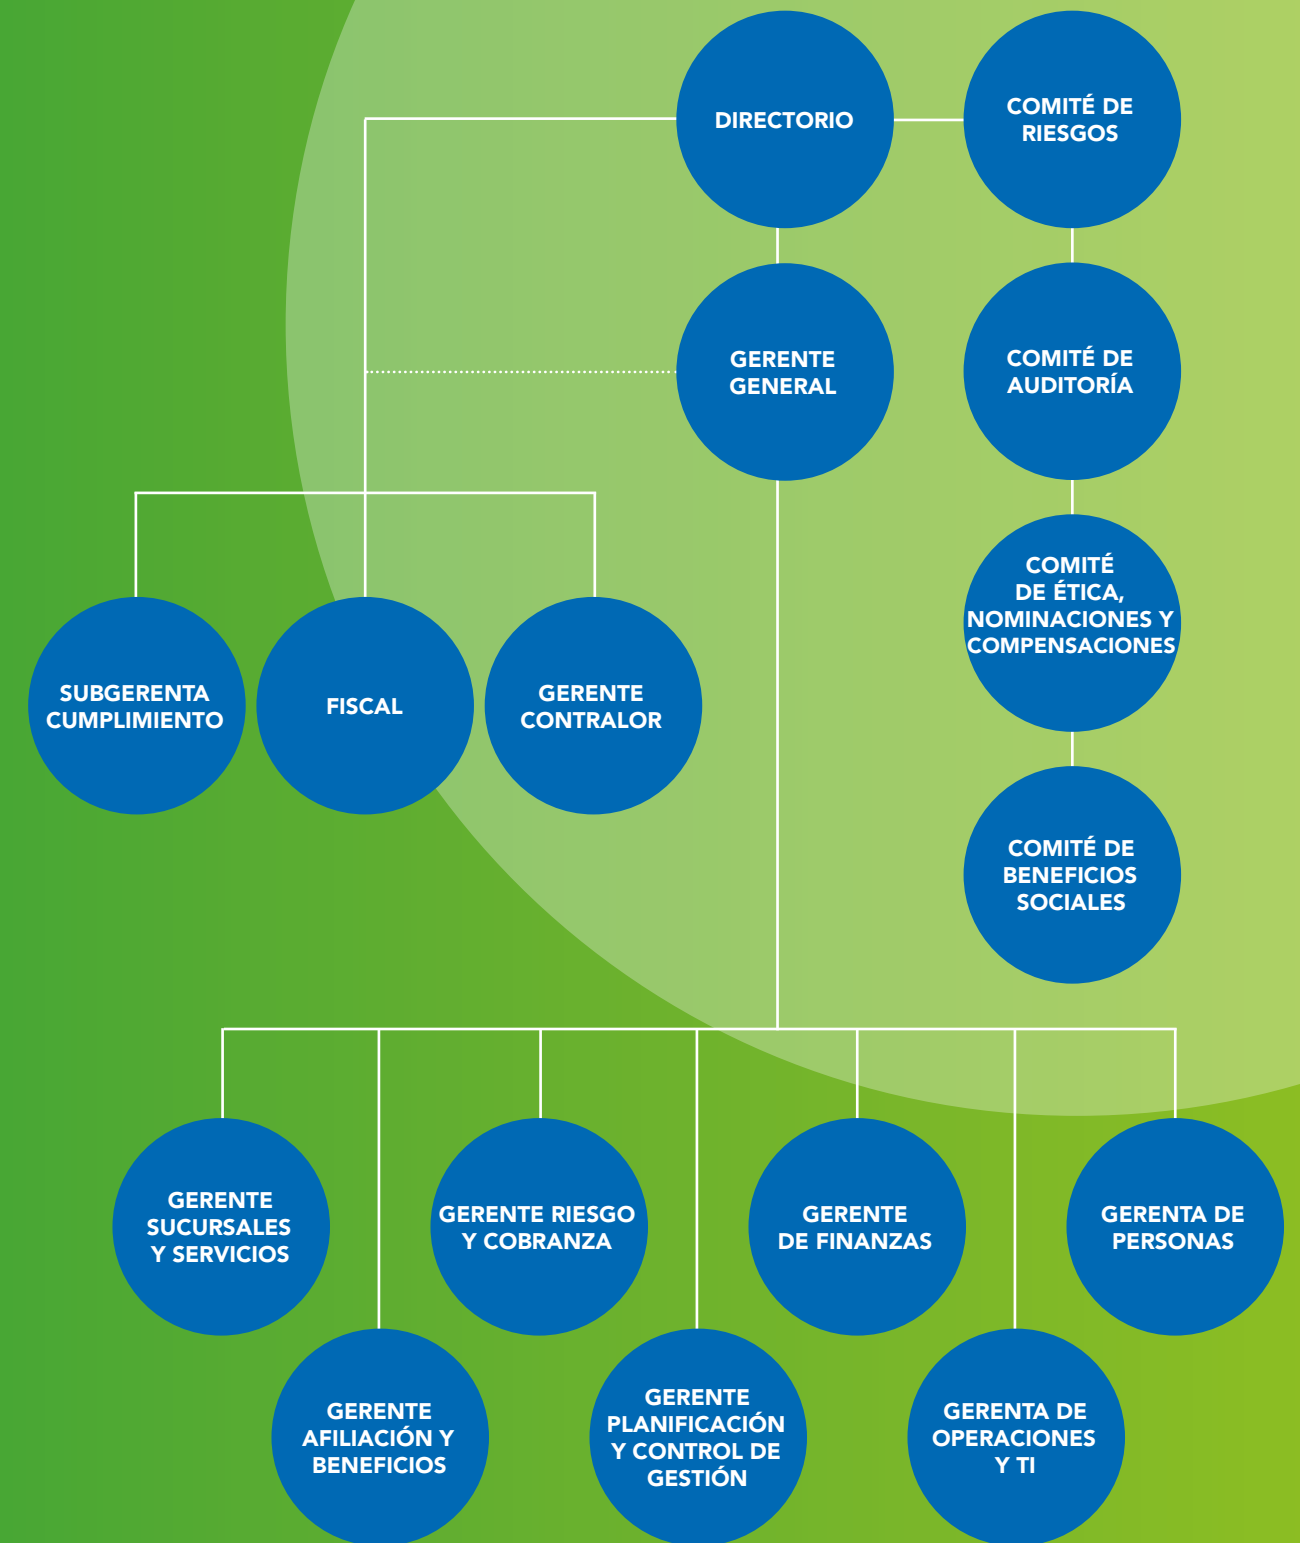 DIRECTORIO
COMITÉ DE
RIESGOS
GERENTE
GENERAL
COMITÉ DE
AUDITORÍA
COMITÉ
DE ÉTICA,
NOMINACIONES Y
COMPENSACIONES
SUBGERENTA
CUMPLIMIENTO
FISCAL
GERENTE
CONTRALOR
COMITÉ DE
BENEFICIOS
SOCIALES
GERENTE
SUCURSALES
Y SERVICIOS
GERENTE RIESGO
Y COBRANZA
GERENTE
DE FINANZAS
GERENTA DE
PERSONAS
GERENTE
AFILIACIÓN Y
BENEFICIOS
GERENTE
PLANIFICACIÓN
Y CONTROL DE
GESTIÓN
GERENTA DE
OPERACIONES
Y TI